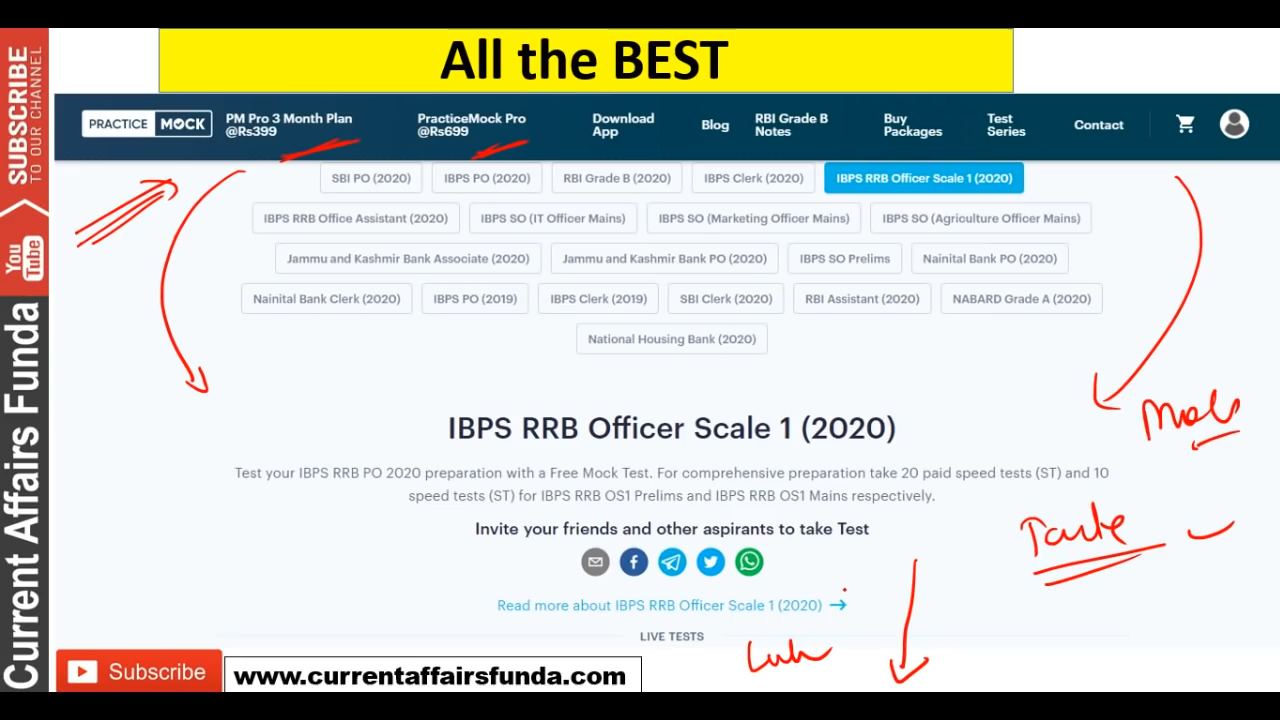 All the BEST
SUBSCRIBE
TO OUR CHANNEL
You
Tube
Current Affairs Funda
PRACTICE MOCK
PM Pro 3 Month Plan
@Rs399
PracticeMock Pro
@Rs699
Download
App
Blog
RBI Grade B
Notes
Buy
Packages
Test
Series
Contact
SBI PO (2020) IBPS PO (2020) RBI Grade B (2020) IBPS Clerk (2020) IBPS RRB Officer Scale 1 (2020)
IBPS RRB Office Assistant (2020) IBPS SO (IT Officer Mains) IBPS SO (Marketing Officer Mains) IBPS SO (Agriculture Officer Mains)
Jammu and Kashmir Bank Associate (2020) Jammu and Kashmir Bank PO (2020) IBPS SO Prelims Nainital Bank PO (2020)
Nainital Bank Clerk (2020) IBPS PO (2019) IBPS Clerk (2019) SBI Clerk (2020) RBI Assistant (2020) NABARD Grade A (2020)
National Housing Bank (2020)
IBPS RRB Officer Scale 1 (2020)
Test your IBPS RRB PO 2020 preparation with a Free Mock Test. For comprehensive preparation take 20 paid speed tests (ST) and 10
speed tests (ST) for IBPS RRB OS1 Prelims and IBPS RRB OS1 Mains respectively.
Invite your friends and other aspirants to take Test
Read more about IBPS RRB Officer Scale 1 (2020) →
LIVE TESTS
Subscribe
www.currentaffairsfunda.com